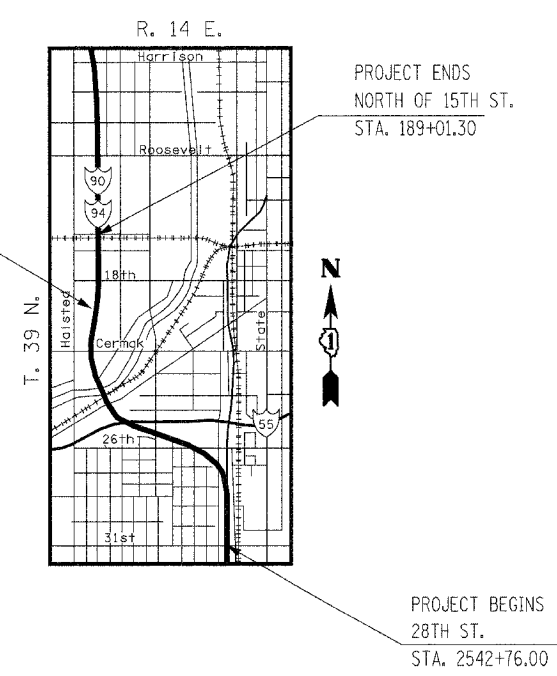 R. 14 E.
Harrison
PROJECT ENDS
NORTH OF 15TH ST.
STA. 189+01.30
Roosevelt
90
94
18th
N
T. 39 N.
Halsted
Cermak
State
1
55
26th
31st
PROJECT BEGINS
28TH ST.
STA. 2542+76.00